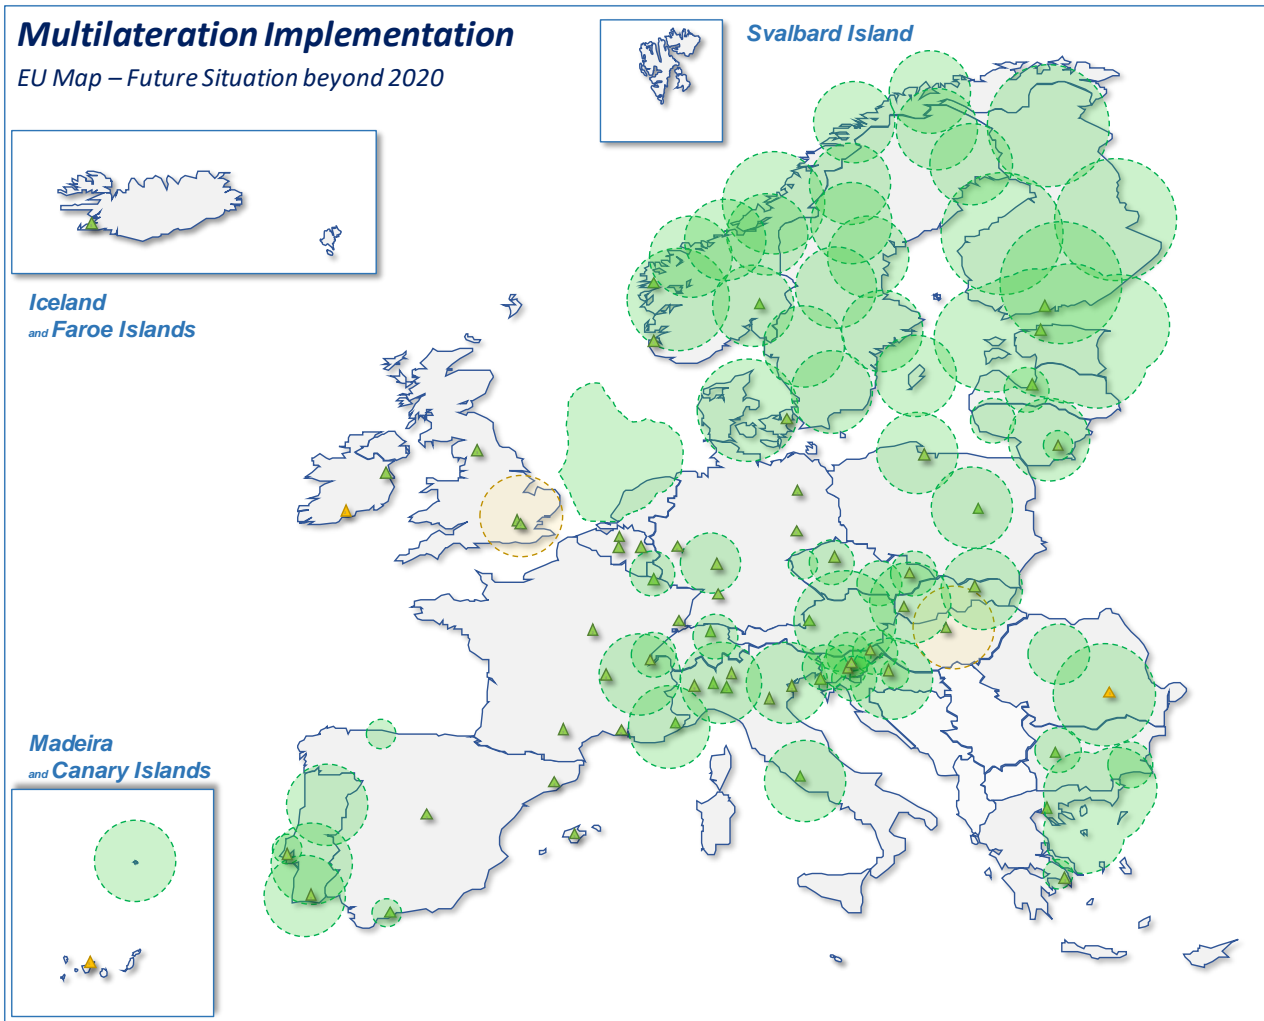 Multilateration Implementation
EU Map – Future Situation beyond 2020
Svalbard Island
Iceland
and Faroe Islands
Madeira
and Canary Islands